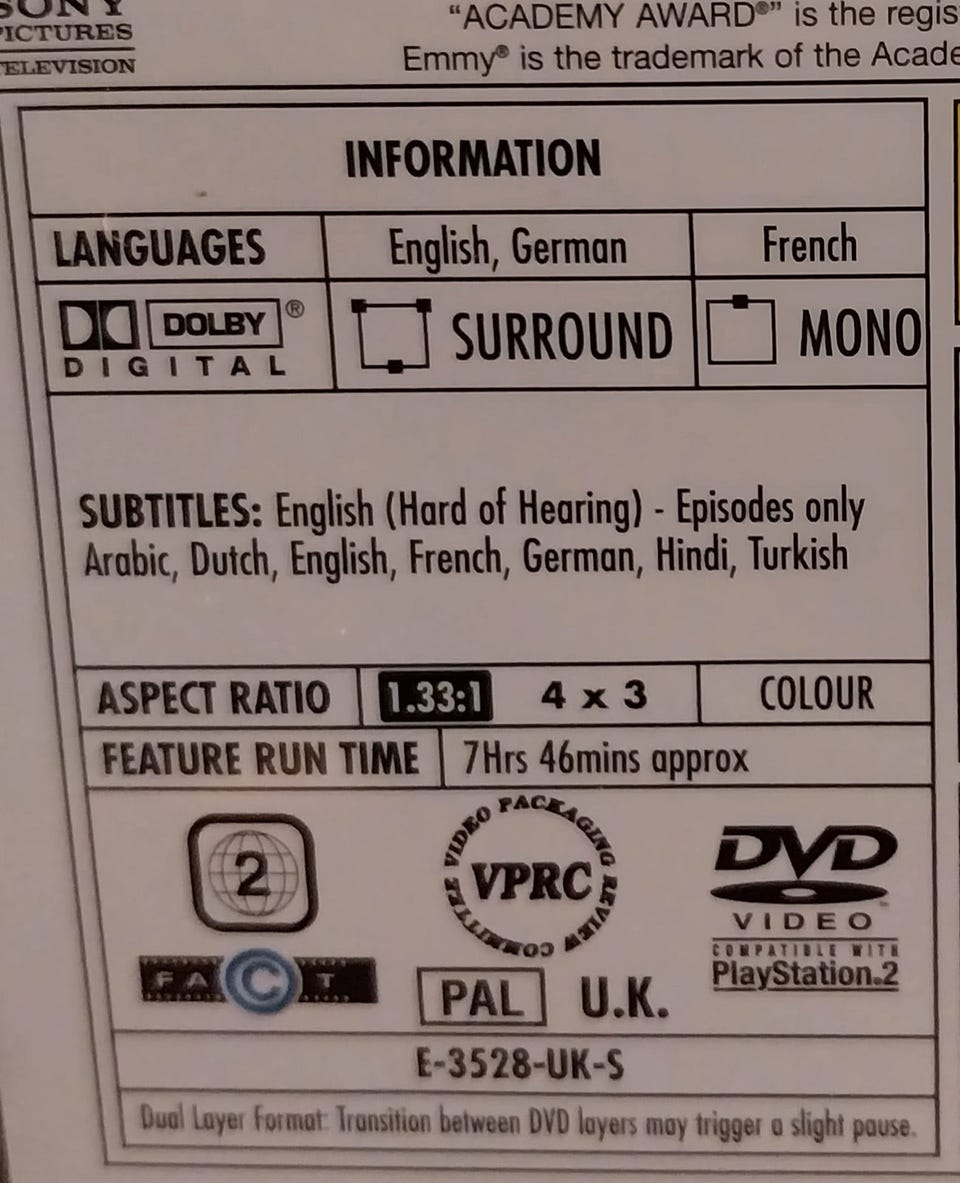 SONY
PICTURES
TELEVISION
“ACADEMY AWARD®” is the regis
Emmy® is the trademark of the Acade
INFORMATION
LANGUAGES English, German French
DOLBY ®
DIGITAL
SURROUND MONO
SUBTITLES: English (Hard of Hearing) - Episodes only
Arabic, Dutch, English, French, German, Hindi, Turkish
ASPECT RATIO 1.33:1 4 x 3 COLOUR
FEATURE RUN TIME 7Hrs 46mins approx
2
VIDEO PACKAGING REVIEW COMMITTEE
VPRC
DVD
VIDEO
COMPATIBLE WITH
PlayStation.2
FACT
PAL U.K.
E-3528-UK-S
Dual Layer Format: Transition between DVD layers may trigger a slight pause.